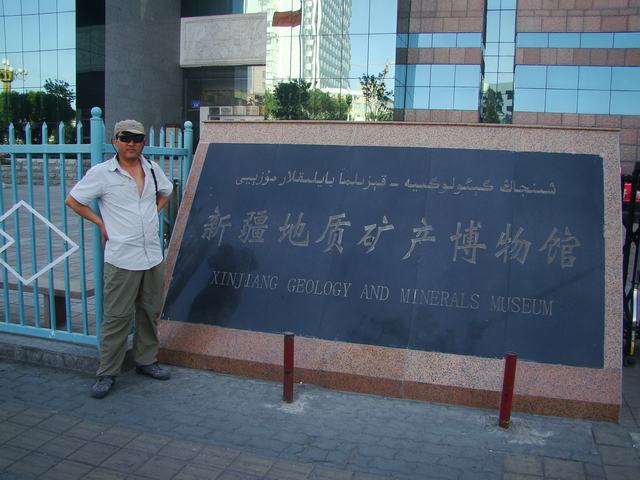 شىنجاڭ گېئولوگىيە - قېزىلما بايلىقلار مۇزېيى
新疆地质矿产博物馆
XINJIANG GEOLOGY AND MINERALS MUSEUM